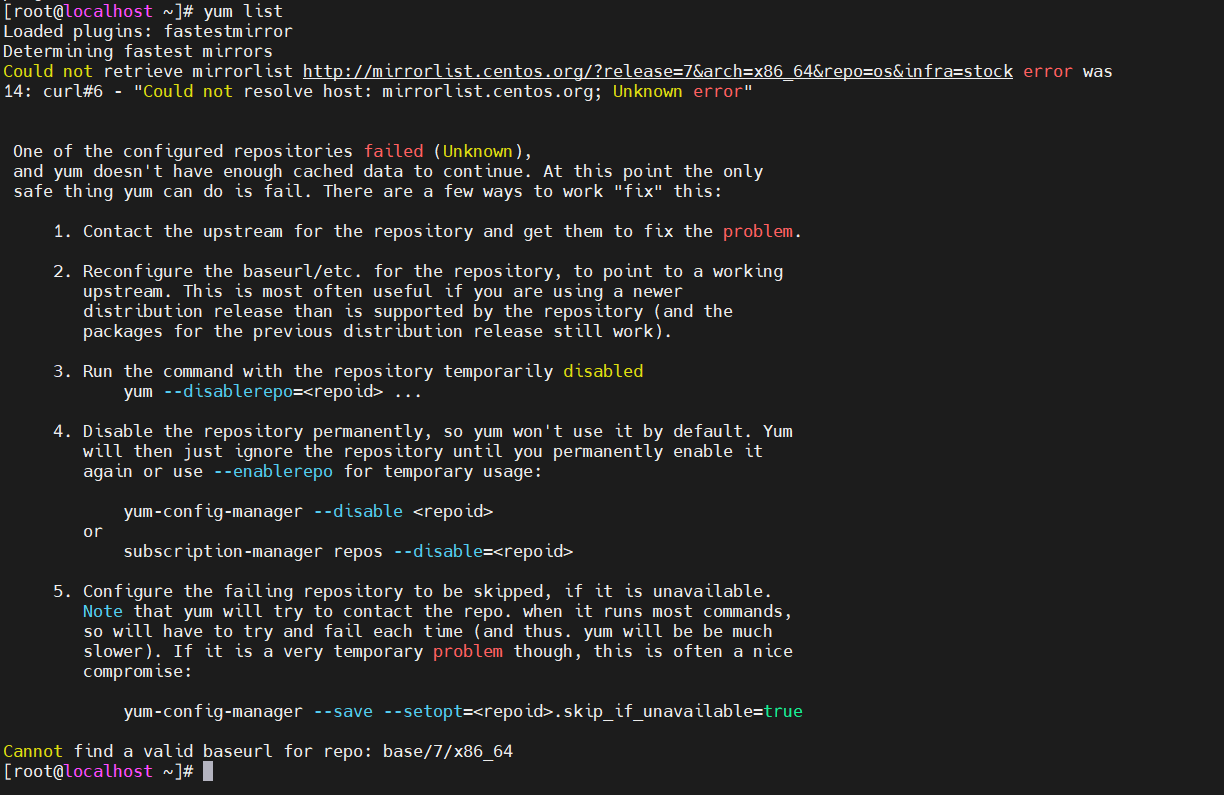 [root@localhost ~]# yum list
Loaded plugins: fastestmirror
Determining fastest mirrors
Could not retrieve mirrorlist http://mirrorlist.centos.org/?release=7&arch=x86_64&repo=os&infra=stock error was
14: curl#6 - "Could not resolve host: mirrorlist.centos.org; Unknown error"
One of the configured repositories failed (Unknown),
and yum doesn't have enough cached data to continue. At this point the only
safe thing yum can do is fail. There are a few ways to work "fix" this:
1. Contact the upstream for the repository and get them to fix the problem.
2. Reconfigure the baseurl/etc. for the repository, to point to a working
upstream. This is most often useful if you are using a newer
distribution release than is supported by the repository (and the
packages for the previous distribution release still work).
3. Run the command with the repository temporarily disabled
yum --disablerepo=<repoid> ...
4. Disable the repository permanently, so yum won't use it by default. Yum
will then just ignore the repository until you permanently enable it
again or use --enablerepo for temporary usage:
yum-config-manager --disable <repoid>
or
subscription-manager repos --disable=<repoid>
5. Configure the failing repository to be skipped, if it is unavailable.
Note that yum will try to contact the repo. when it runs most commands,
so will have to try and fail each time (and thus. yum will be be much
slower). If it is a very temporary problem though, this is often a nice
compromise:
yum-config-manager --save --setopt=<repoid>.skip_if_unavailable=true
Cannot find a valid baseurl for repo: base/7/x86_64
[root@localhost ~]#